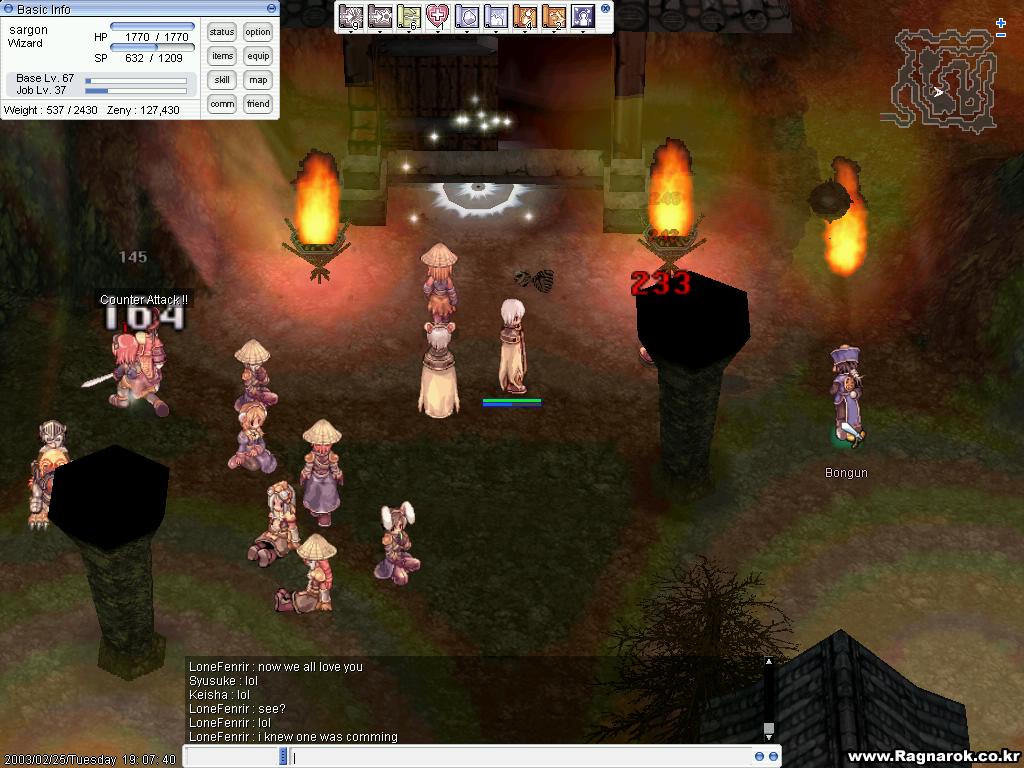 Basic Info
sargon
Wizard
HP 1770 / 1770
SP 632 / 1209
Base Lv. 67
Job Lv. 37
Weight : 537 / 2430 Zeny : 127,430
status option
items equip
skill map
comm friend
145
Counter Attack !!
164
233
Bongun
LoneFenrir : now we all love you
Syusuke : lol
Keisha : lol
LoneFenrir : see?
LoneFenrir : lol
LoneFenrir : i knew one was comming
2003/02/25/Tuesday 19:07:40
www.Ragnarok.co.kr